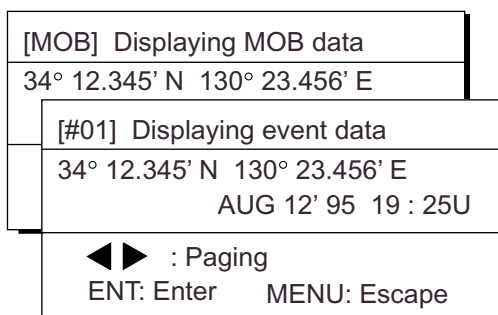 [MOB] Displaying MOB data
34° 12.345’ N 130° 23.456’ E
[#01] Displaying event data
34° 12.345’ N 130° 23.456’ E
AUG 12’ 95 19 : 25U
◀ ▶ : Paging
ENT: Enter MENU: Escape